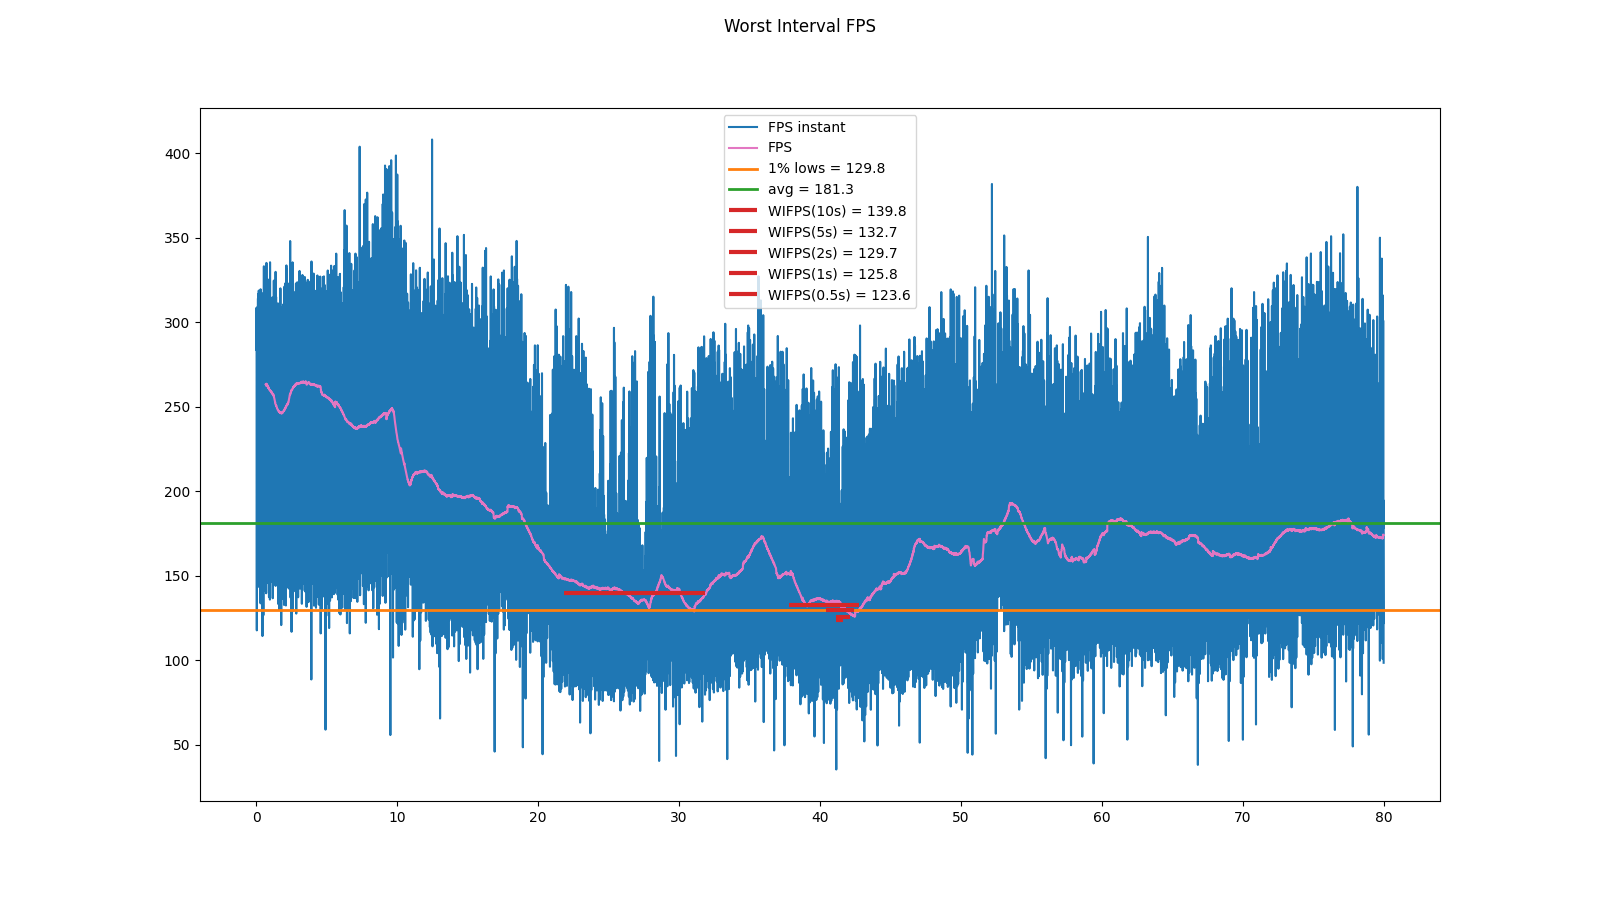 Worst Interval FPS
FPS instant
FPS
1% lows = 129.8
avg = 181.3
WIFPS(10s) = 139.8
WIFPS(5s) = 132.7
WIFPS(2s) = 129.7
WIFPS(1s) = 125.8
WIFPS(0.5s) = 123.6
400
350
300
250
200
150
100
50
0 10 20 30 40 50 60 70 80